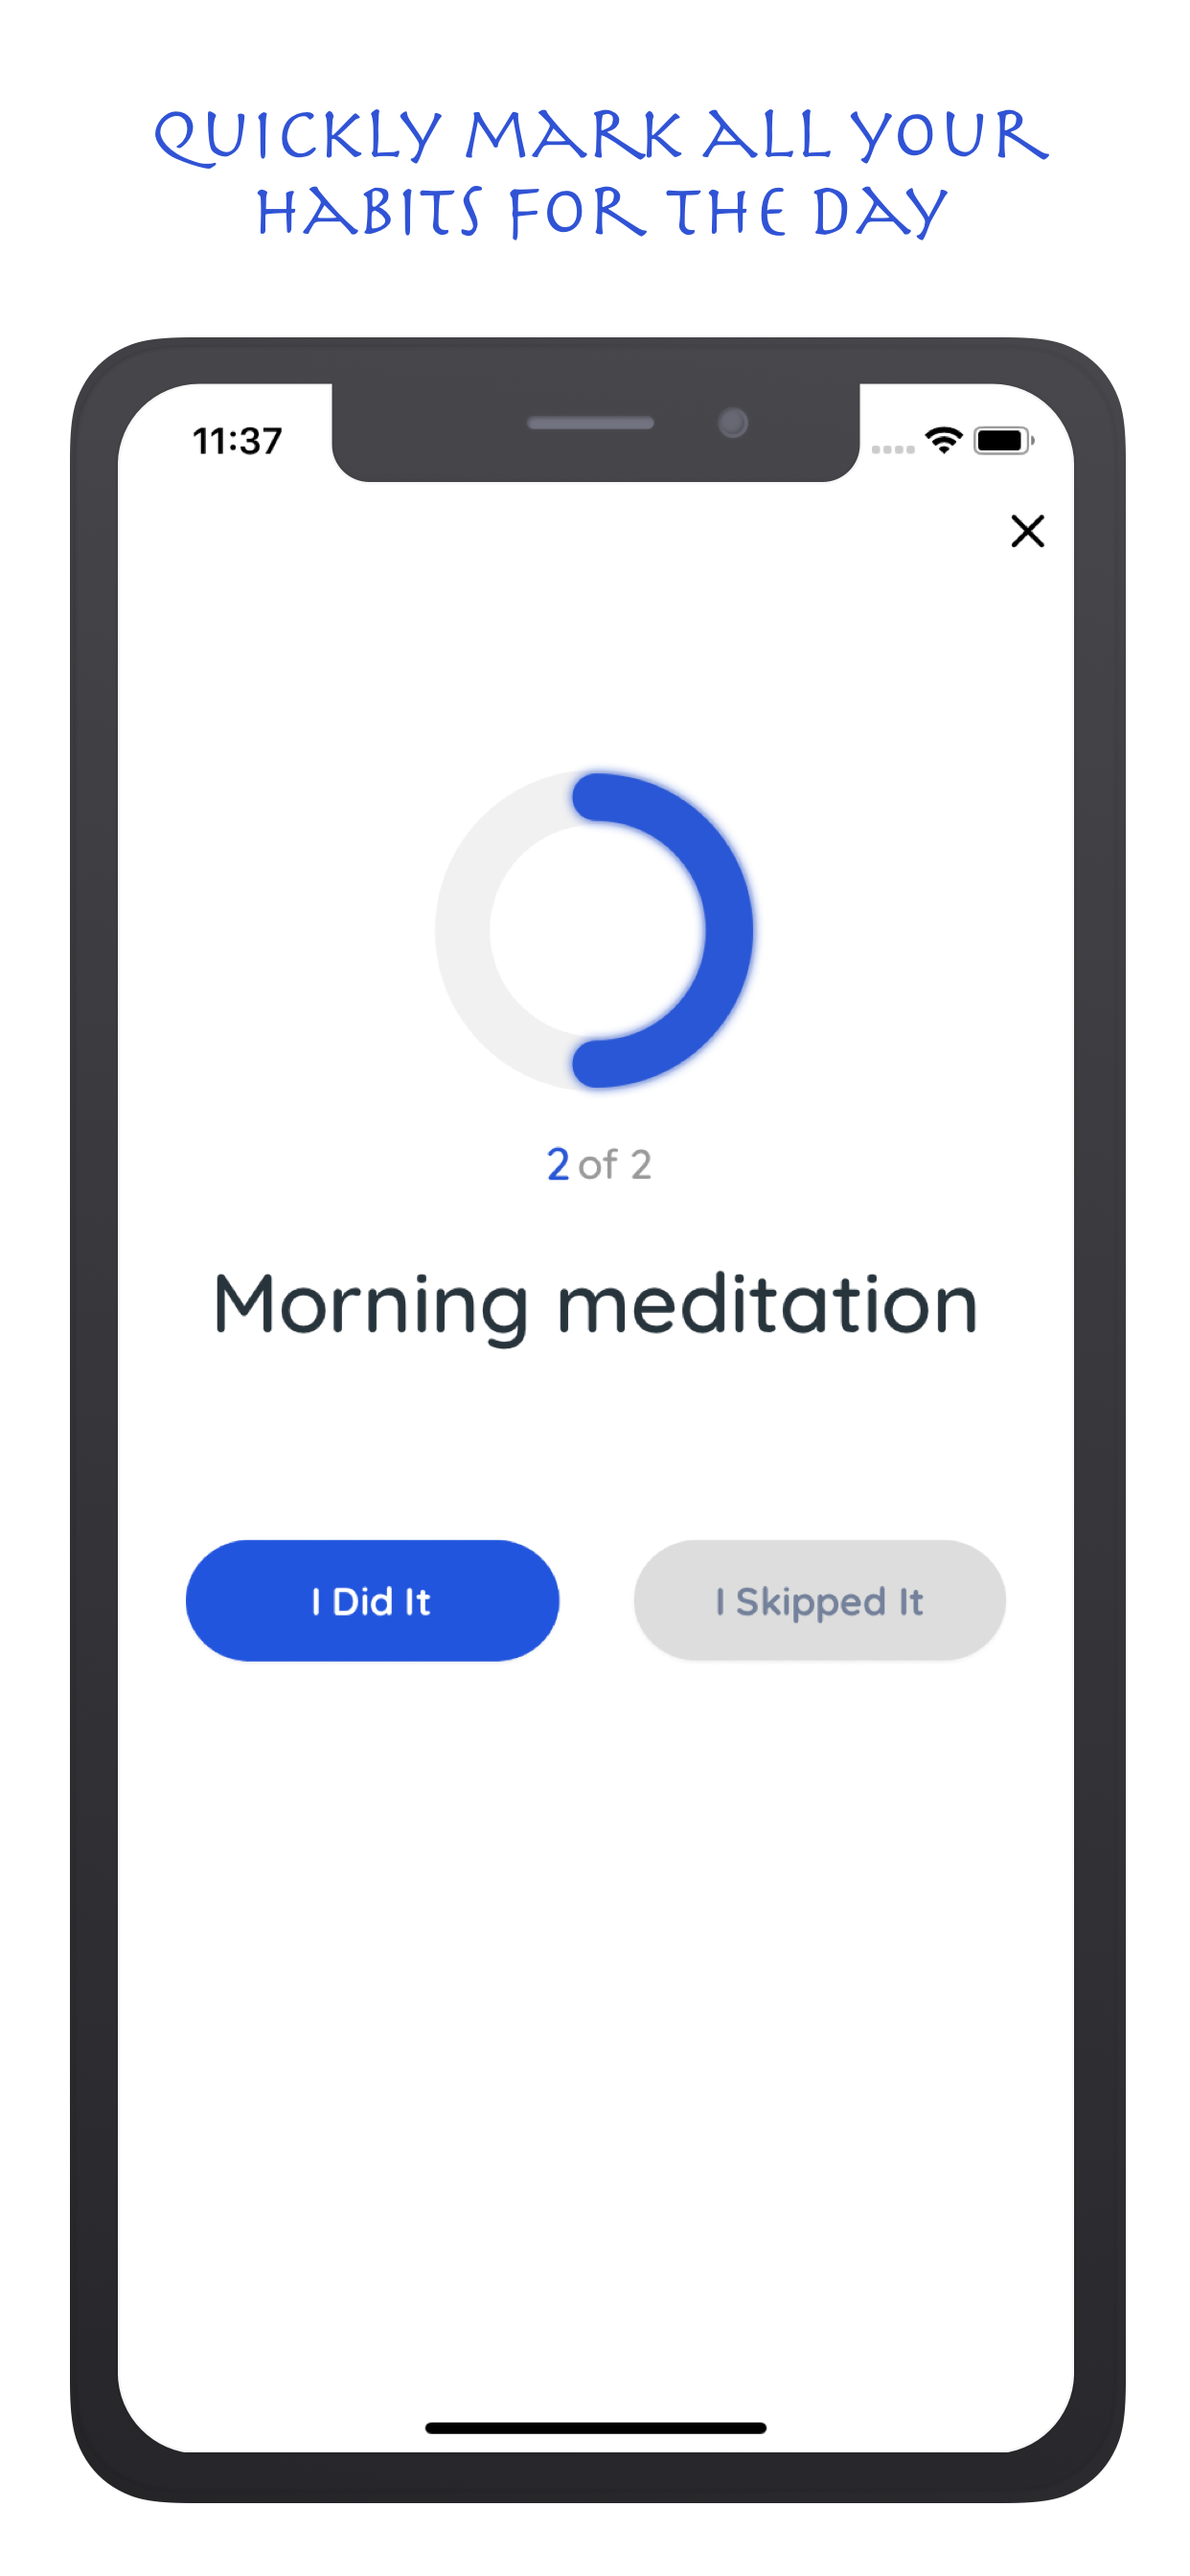 Quickly mark all your
habits for the day
11:37
2 of 2
Morning meditation
I Did It
I Skipped It